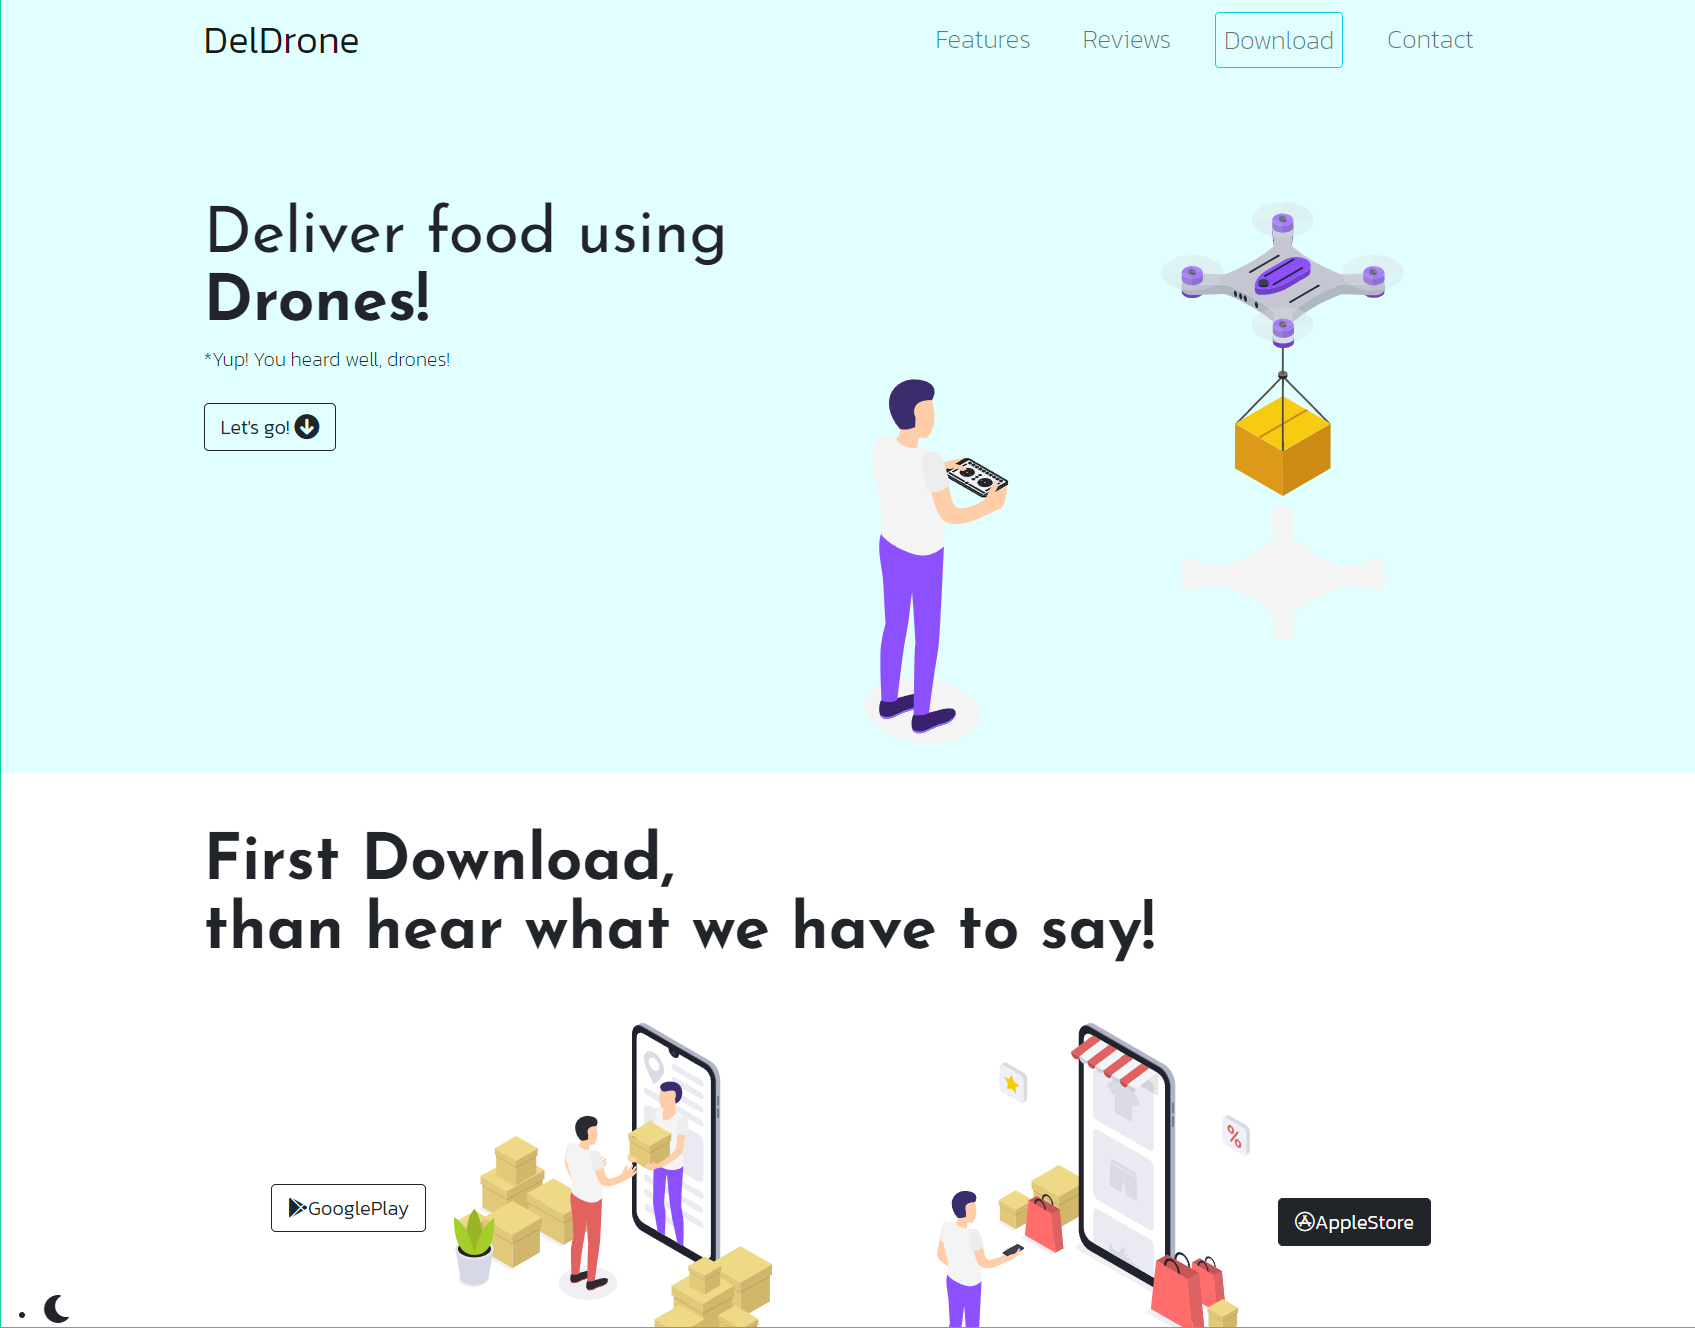 DelDrone
Features
Reviews
Download
Contact
Deliver food using
Drones!
*Yup! You heard well, drones!
Let's go!
First Download,
than hear what we have to say!
%
GooglePlay
AppleStore